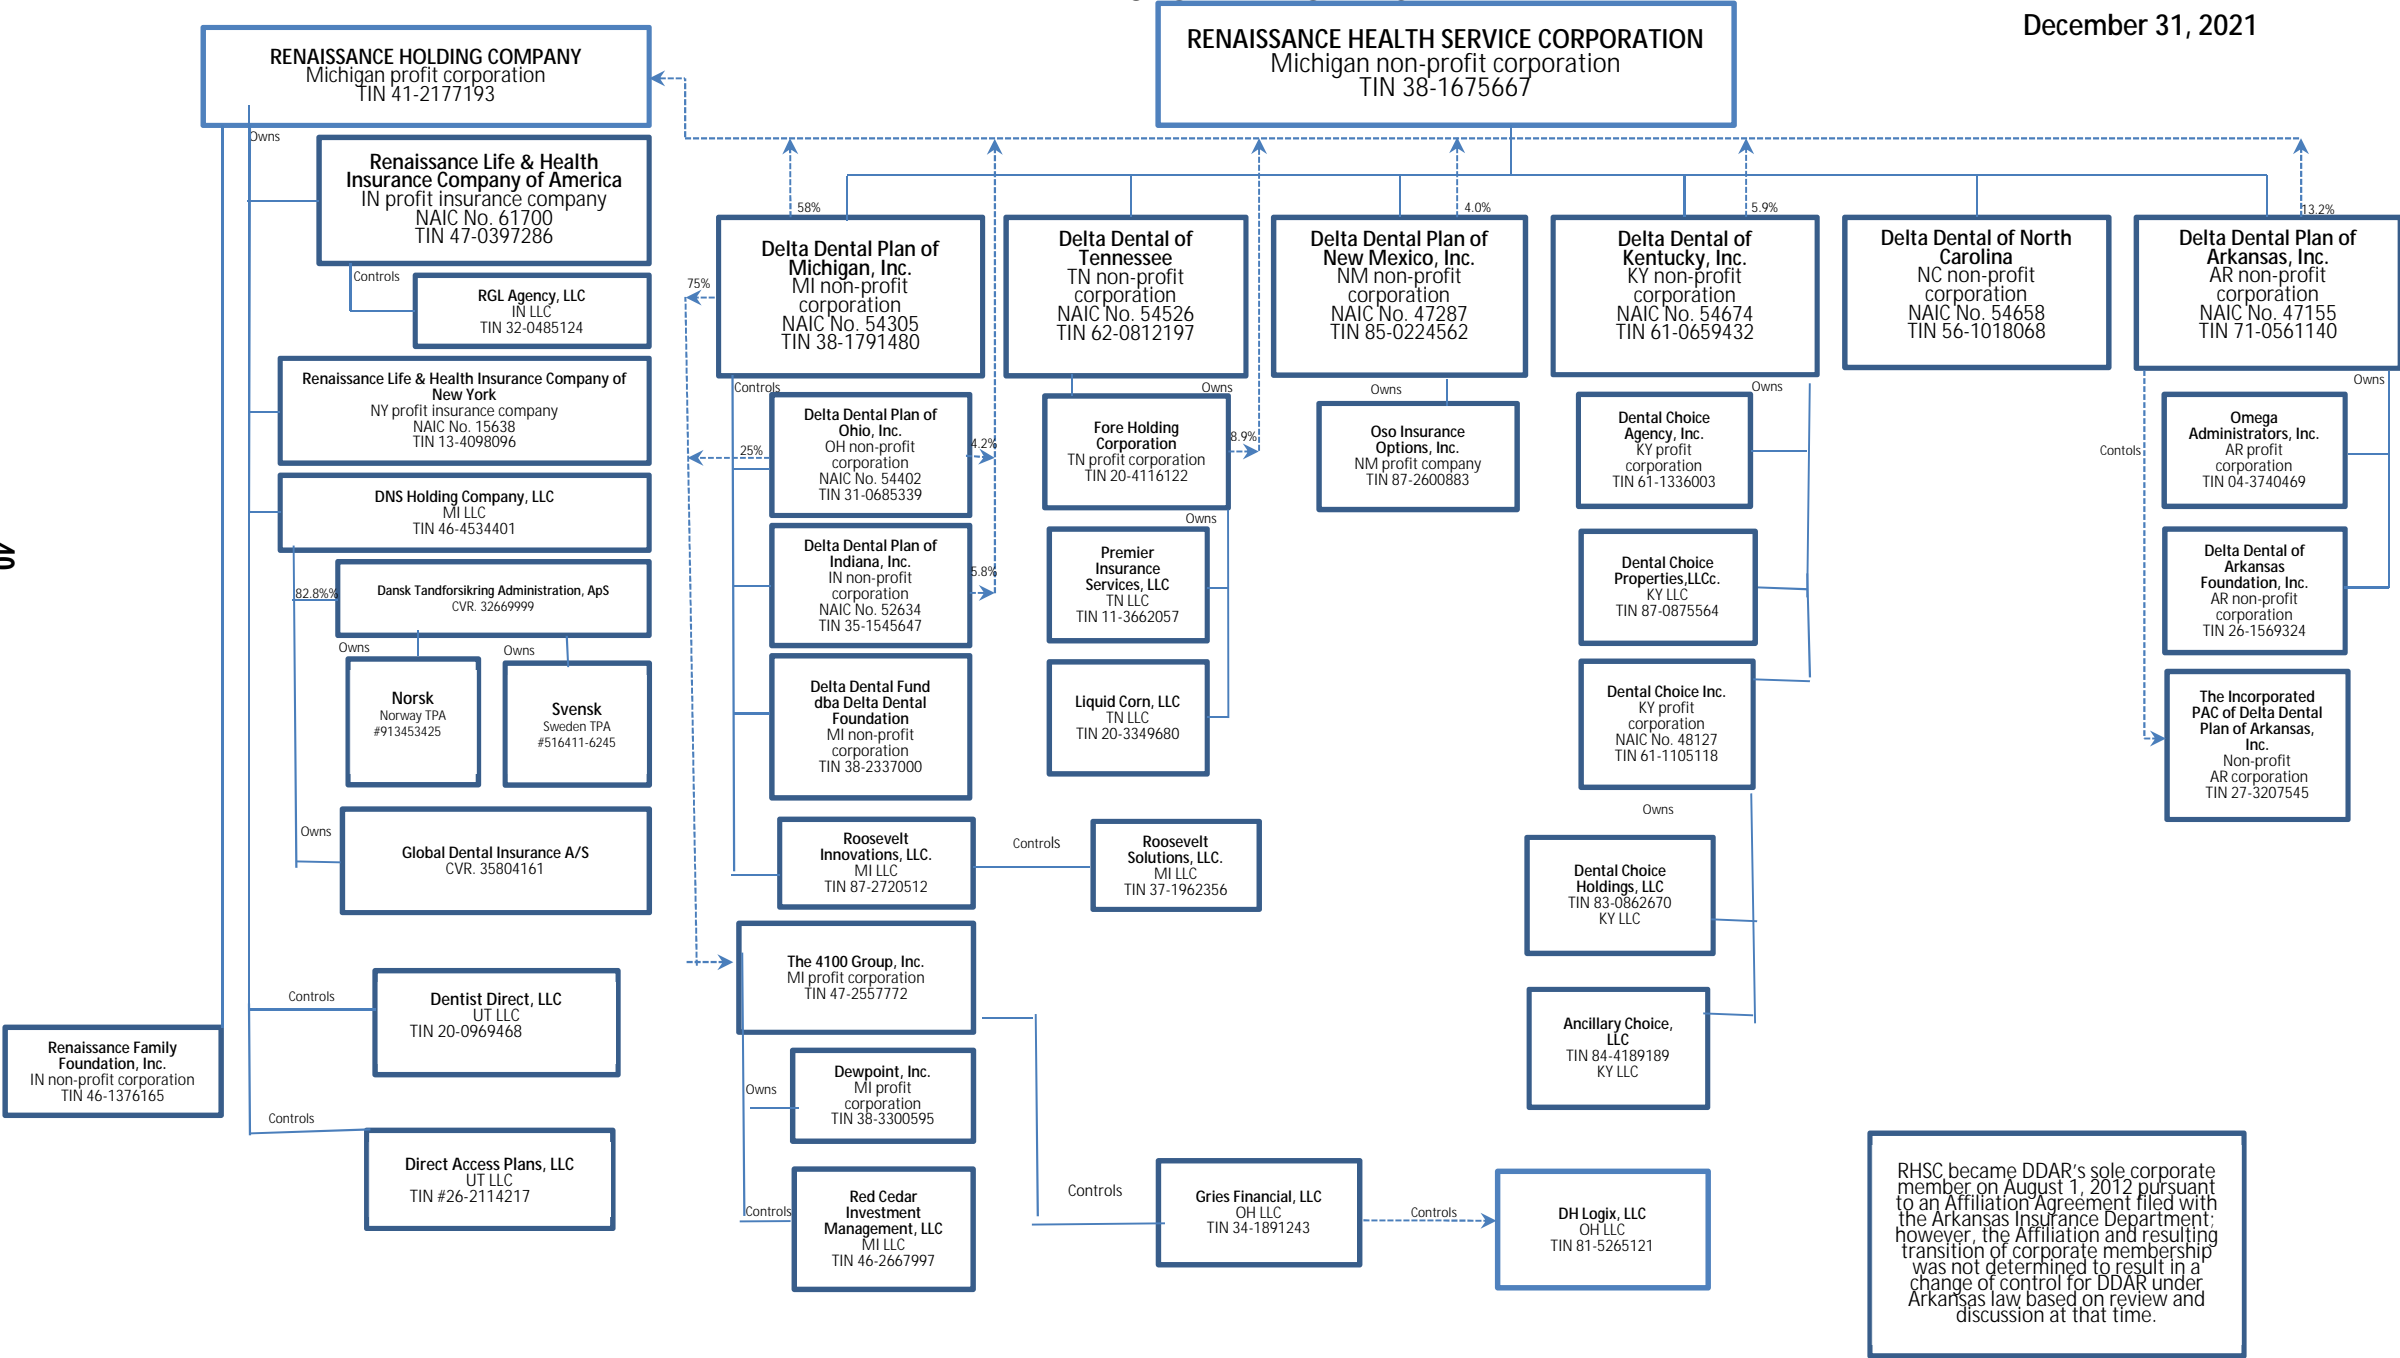 December 31, 2021
RENAISSANCE HOLDING COMPANY
Michigan profit corporation
TIN 41-2177193
RENAISSANCE HEALTH SERVICE CORPORATION
Michigan non-profit corporation
TIN 38-1675667
Owns
Renaissance Life & Health
Insurance Company of America
IN profit insurance company
NAIC No. 61700
TIN 47-0397286
Controls
RGL Agency, LLC
IN LLC
TIN 32-0485124
Renaissance Life & Health Insurance Company of
New York
NY profit insurance company
NAIC No. 15638
TIN 13-4098096
DNS Holding Company, LLC
MI LLC
TIN 46-4534401
82.8%%
Dansk Tandforsikring Administration, ApS
CVR. 32669999
Owns
Owns
Norsk
Norway TPA
#913453425
Svensk
Sweden TPA
#516411-6245
Owns
Global Dental Insurance A/S
CVR. 35804161
Controls
Dentist Direct, LLC
UT LLC
TIN 20-0969468
Renaissance Family
Foundation, Inc.
IN non-profit corporation
TIN 46-1376165
Controls
Direct Access Plans, LLC
UT LLC
TIN #26-2114217
58%
Delta Dental Plan of
Michigan, Inc.
MI non-profit
corporation
NAIC No. 54305
TIN 38-1791480
75%
Controls
Delta Dental Plan of
Ohio, Inc.
OH non-profit
corporation
NAIC No. 54402
TIN 31-0685339
25%
4.2%
Delta Dental Plan of
Indiana, Inc.
IN non-profit
corporation
NAIC No. 52634
TIN 35-1545647
5.8%
Delta Dental Fund
dba Delta Dental
Foundation
MI non-profit
corporation
TIN 38-2337000
Roosevelt
Innovations, LLC.
MI LLC
TIN 87-2720512
Controls
Roosevelt
Solutions, LLC.
MI LLC
TIN 37-1962356
The 4100 Group, Inc.
MI profit corporation
TIN 47-2557772
Owns
Dewpoint, Inc.
MI profit
corporation
TIN 38-3300595
Controls
Red Cedar
Investment
Management, LLC
MI LLC
TIN 46-2667997
Controls
Gries Financial, LLC
OH LLC
TIN 34-1891243
Controls
DH Logix, LLC
OH LLC
TIN 81-5265121
Delta Dental of
Tennessee
TN non-profit
corporation
NAIC No. 54526
TIN 62-0812197
Owns
Fore Holding
Corporation
TN profit corporation
TIN 20-4116122
8.9%
Owns
Premier
Insurance
Services, LLC
TN LLC
TIN 11-3662057
Liquid Corn, LLC
TN LLC
TIN 20-3349680
4.0%
Delta Dental Plan of
New Mexico, Inc.
NM non-profit
corporation
NAIC No. 47287
TIN 85-0224562
Owns
Oso Insurance
Options, Inc.
NM profit company
TIN 87-2600883
5.9%
Delta Dental of
Kentucky, Inc.
KY non-profit
corporation
NAIC No. 54674
TIN 61-0659432
Owns
Dental Choice
Agency, Inc.
KY profit
corporation
TIN 61-1336003
Dental Choice
Properties,LLCc.
KY LLC
TIN 87-0875564
Dental Choice Inc.
KY profit
corporation
NAIC No. 48127
TIN 61-1105118
Owns
Dental Choice
Holdings, LLC
TIN 83-0862670
KY LLC
Ancillary Choice,
LLC
TIN 84-4189189
KY LLC
Delta Dental of North
Carolina
NC non-profit
corporation
NAIC No. 54658
TIN 56-1018068
13.2%
Delta Dental Plan of
Arkansas, Inc.
AR non-profit
corporation
NAIC No. 47155
TIN 71-0561140
Owns
Contols
Omega
Administrators, Inc.
AR profit
corporation
TIN 04-3740469
Delta Dental of
Arkansas
Foundation, Inc.
AR non-profit
corporation
TIN 26-1569324
The Incorporated
PAC of Delta Dental
Plan of Arkansas,
Inc.
Non-profit
AR corporation
TIN 27-3207545
RHSC became DDAR's sole corporate
member on August 1, 2012 pursuant
to an Affiliation Agreement filed with
the Arkansas Insurance Department;
however, the Affiliation and resulting
transition of corporate membership
was not determined to result in a
change of control for DDAR under
Arkansas law based on review and
discussion at that time.